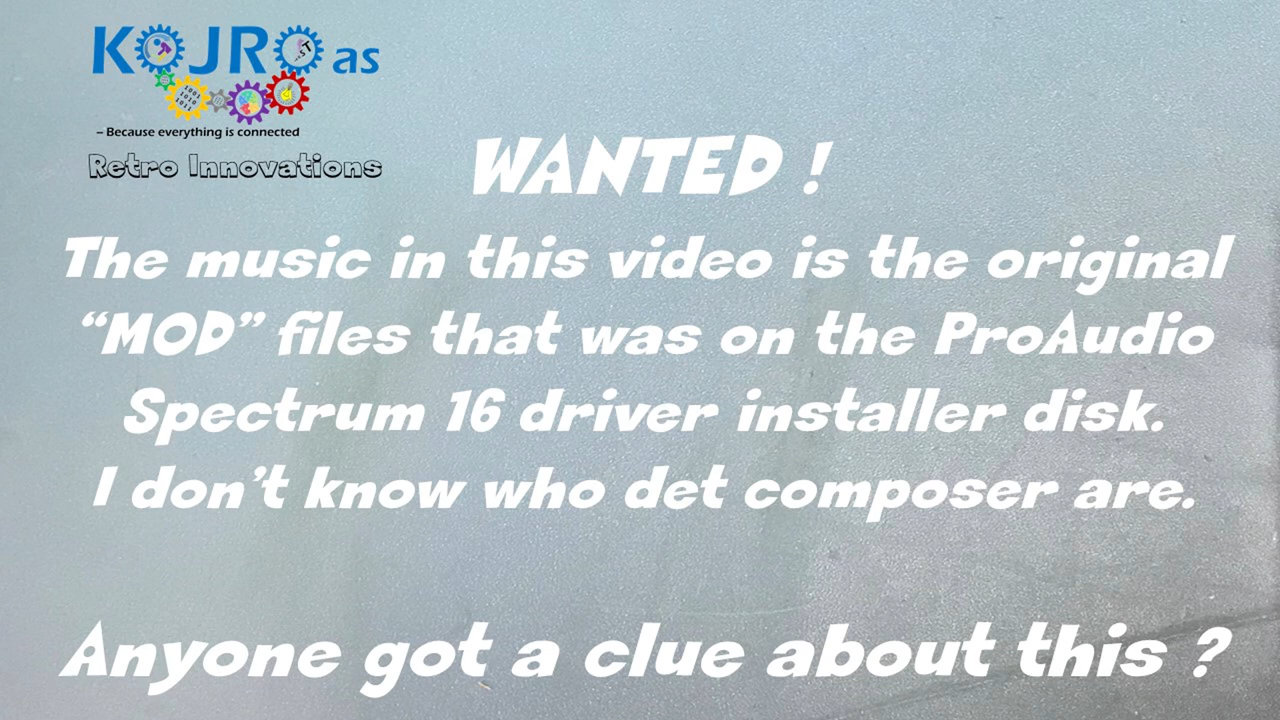 KOJRO as
– Because everything is connected
Retro Innovations
WANTED !
The music in this video is the original
“MOD” files that was on the ProAudio
Spectrum 16 driver installer disk.
I don’t know who det composer are.
Anyone got a clue about this ?